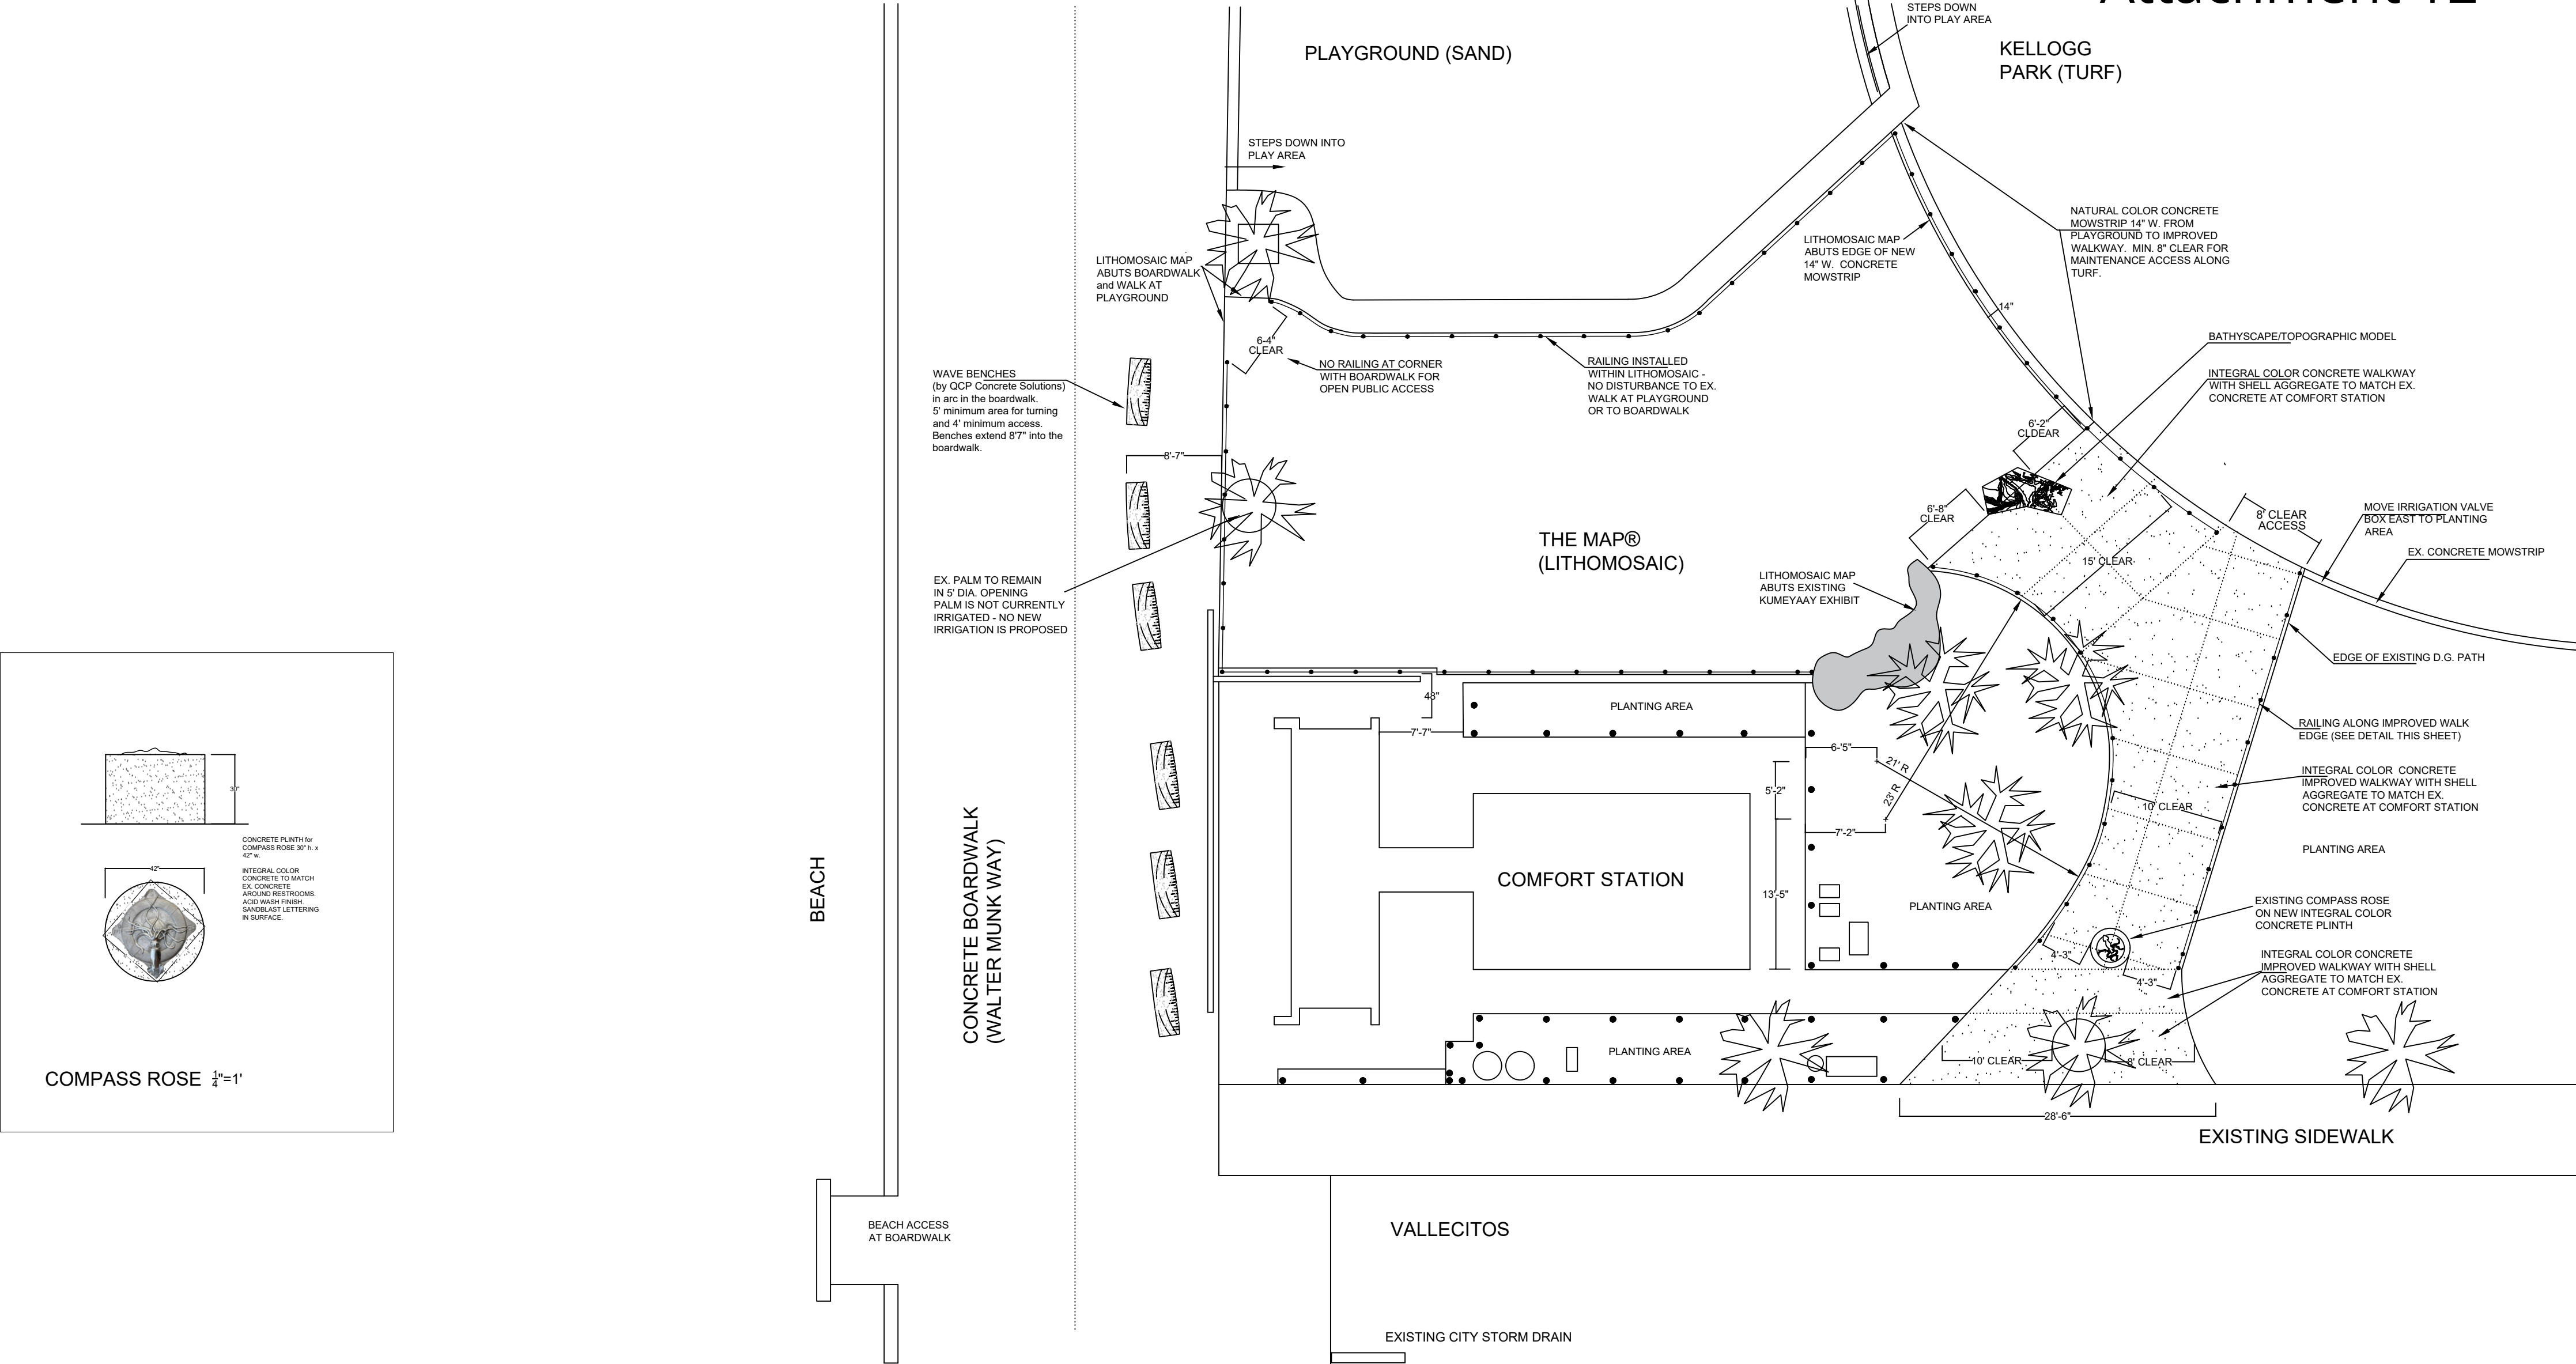 STEPS DOWN
INTO PLAY AREA
PLAYGROUND (SAND)
KELLOGG
PARK (TURF)
STEPS DOWN INTO
PLAY AREA
NATURAL COLOR CONCRETE
MOWSTRIP 14" W. FROM
PLAYGROUND TO IMPROVED
WALKWAY. MIN. 8" CLEAR FOR
MAINTENANCE ACCESS ALONG
TURF.
LITHOMOSAIC MAP
ABUTS EDGE OF NEW
14" W. CONCRETE
MOWSTRIP
LITHOMOSAIC MAP
ABUTS BOARDWALK
and WALK AT
PLAYGROUND
14"
6-4"
CLEAR
BATHYSCAPE/TOPOGRAPHIC MODEL
NO RAILING AT CORNER
WITH BOARDWALK FOR
OPEN PUBLIC ACCESS
RAILING INSTALLED
WITHIN LITHOMOSAIC -
NO DISTURBANCE TO EX.
WALK AT PLAYGROUND
OR TO BOARDWALK
WAVE BENCHES
(by QCP Concrete Solutions)
in arc in the boardwalk.
5' minimum area for turning
and 4' minimum access.
Benches extend 8'7" into the
boardwalk.
INTEGRAL COLOR CONCRETE WALKWAY
WITH SHELL AGGREGATE TO MATCH EX.
CONCRETE AT COMFORT STATION
6'-2"
CLDEAR
8'-7"
6'-8"
CLEAR
8' CLEAR
ACCESS
MOVE IRRIGATION VALVE
BOX EAST TO PLANTING
AREA
THE MAP®
(LITHOMOSAIC)
EX. CONCRETE MOWSTRIP
15' CLEAR
LITHOMOSAIC MAP
ABUTS EXISTING
KUMEYAAY EXHIBIT
EX. PALM TO REMAIN
IN 5' DIA. OPENING
PALM IS NOT CURRENTLY
IRRIGATED - NO NEW
IRRIGATION IS PROPOSED
EDGE OF EXISTING D.G. PATH
48"
PLANTING AREA
7'-7"
RAILING ALONG IMPROVED WALK
EDGE (SEE DETAIL THIS SHEET)
6-'5"
21' R
23' R
5'-2"
7'-2"
INTEGRAL COLOR CONCRETE
IMPROVED WALKWAY WITH SHELL
AGGREGATE TO MATCH EX.
CONCRETE AT COMFORT STATION
10' CLEAR
PLANTING AREA
CONCRETE PLINTH for
COMPASS ROSE 30" h. x
42" w.
INTEGRAL COLOR
CONCRETE TO MATCH
EX. CONCRETE
AROUND RESTROOMS.
ACID WASH FINISH.
SANDBLAST LETTERING
IN SURFACE.
42"
BEACH
CONCRETE BOARDWALK
(WALTER MUNK WAY)
COMFORT STATION
13'-5"
PLANTING AREA
EXISTING COMPASS ROSE
ON NEW INTEGRAL COLOR
CONCRETE PLINTH
4'-3"
4'-3"
INTEGRAL COLOR CONCRETE
IMPROVED WALKWAY WITH SHELL
AGGREGATE TO MATCH EX.
CONCRETE AT COMFORT STATION
PLANTING AREA
10' CLEAR
8' CLEAR
COMPASS ROSE 1/4"=1'
28'-6"
EXISTING SIDEWALK
BEACH ACCESS
AT BOARDWALK
VALLECITOS
EXISTING CITY STORM DRAIN